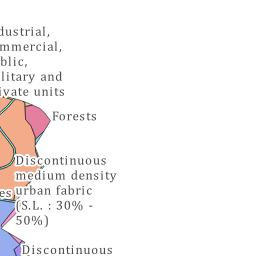 dustrial,
mmercial,
blic,
litary and
ivate units
Forests
Discontinuous
medium density
es urban fabric
(S.L. : 30% -
50%)
Discontinuous